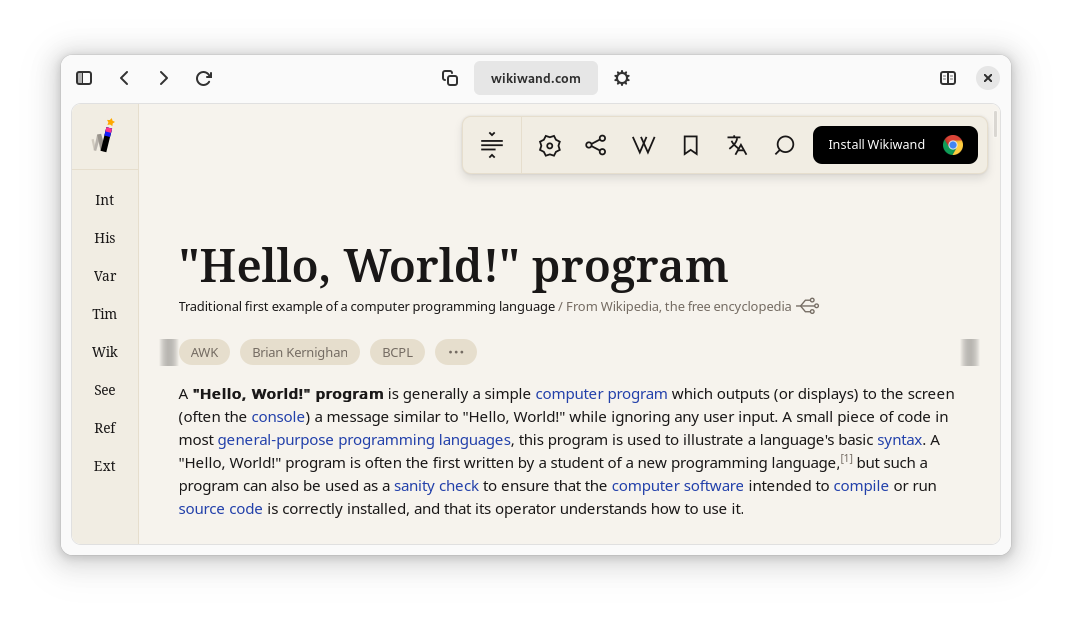 wikiwand.com
Install Wikiwand
Int
His
Var
Tim
Wik
See
Ref
Ext
"Hello, World!" program
Traditional first example of a computer programming language / From Wikipedia, the free encyclopedia
AWK Brian Kernighan BCPL ...
A "Hello, World!" program is generally a simple computer program which outputs (or displays) to the screen
(often the console) a message similar to "Hello, World!" while ignoring any user input. A small piece of code in
most general-purpose programming languages, this program is used to illustrate a language's basic syntax. A
"Hello, World!" program is often the first written by a student of a new programming language,[1] but such a
program can also be used as a sanity check to ensure that the computer software intended to compile or run
source code is correctly installed, and that its operator understands how to use it.